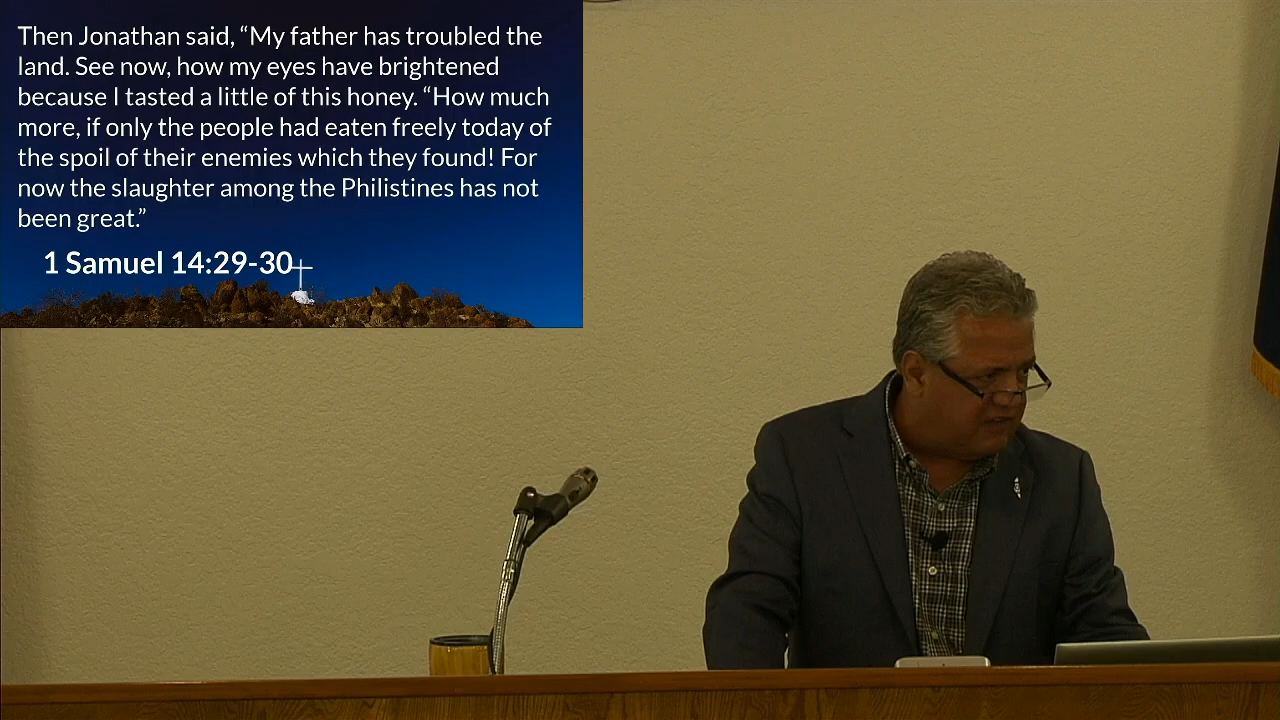 Then Jonathan said, “My father has troubled the
land. See now, how my eyes have brightened
because I tasted a little of this honey. “How much
more, if only the people had eaten freely today of
the spoil of their enemies which they found! For
now the slaughter among the Philistines has not
been great.”
1 Samuel 14:29-30